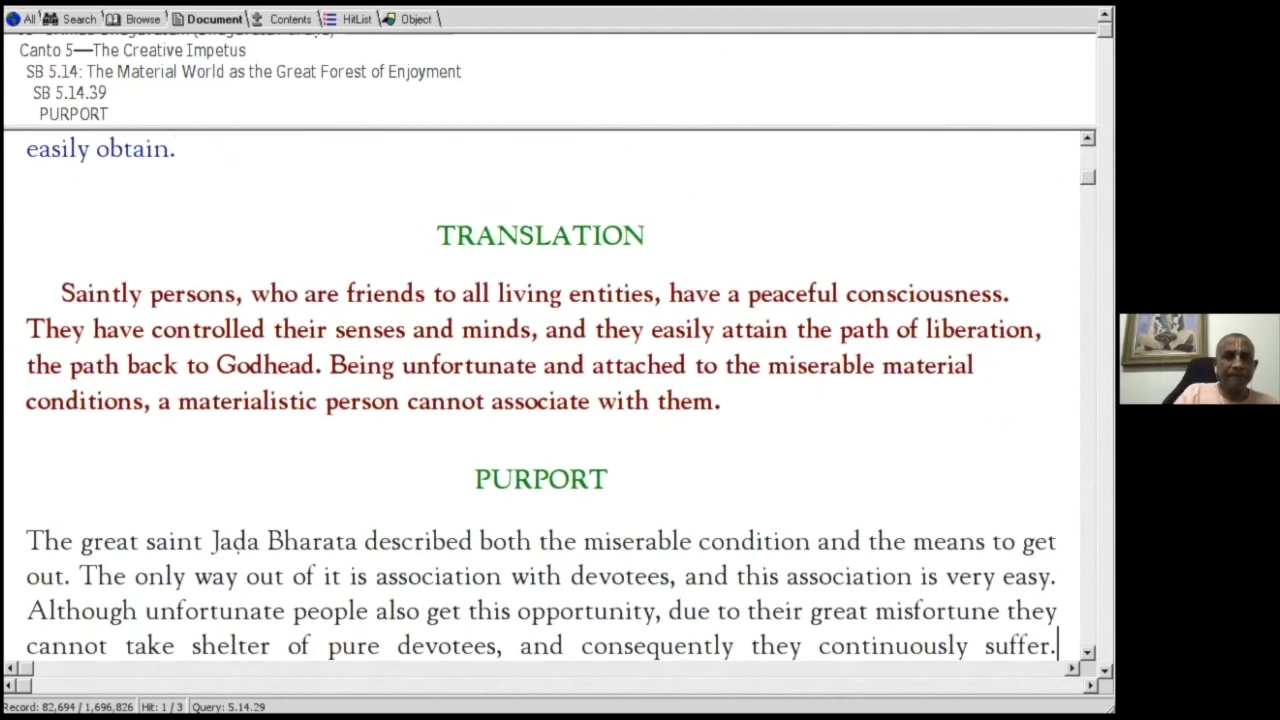 All Search Browse Document Contents HitList Object
Canto 5—The Creative Impetus
SB 5.14: The Material World as the Great Forest of Enjoyment
SB 5.14.39
PURPORT
easily obtain.
TRANSLATION
Saintly persons, who are friends to all living entities, have a peaceful consciousness.
They have controlled their senses and minds, and they easily attain the path of liberation,
the path back to Godhead. Being unfortunate and attached to the miserable material
conditions, a materialistic person cannot associate with them.
PURPORT
The great saint Jaḍa Bharata described both the miserable condition and the means to get
out. The only way out of it is association with devotees, and this association is very easy.
Although unfortunate people also get this opportunity, due to their great misfortune they
cannot take shelter of pure devotees, and consequently they continuously suffer.
Record: 82,694 / 1,696,826 Hit: 1 / 3 Query: 5.14.29